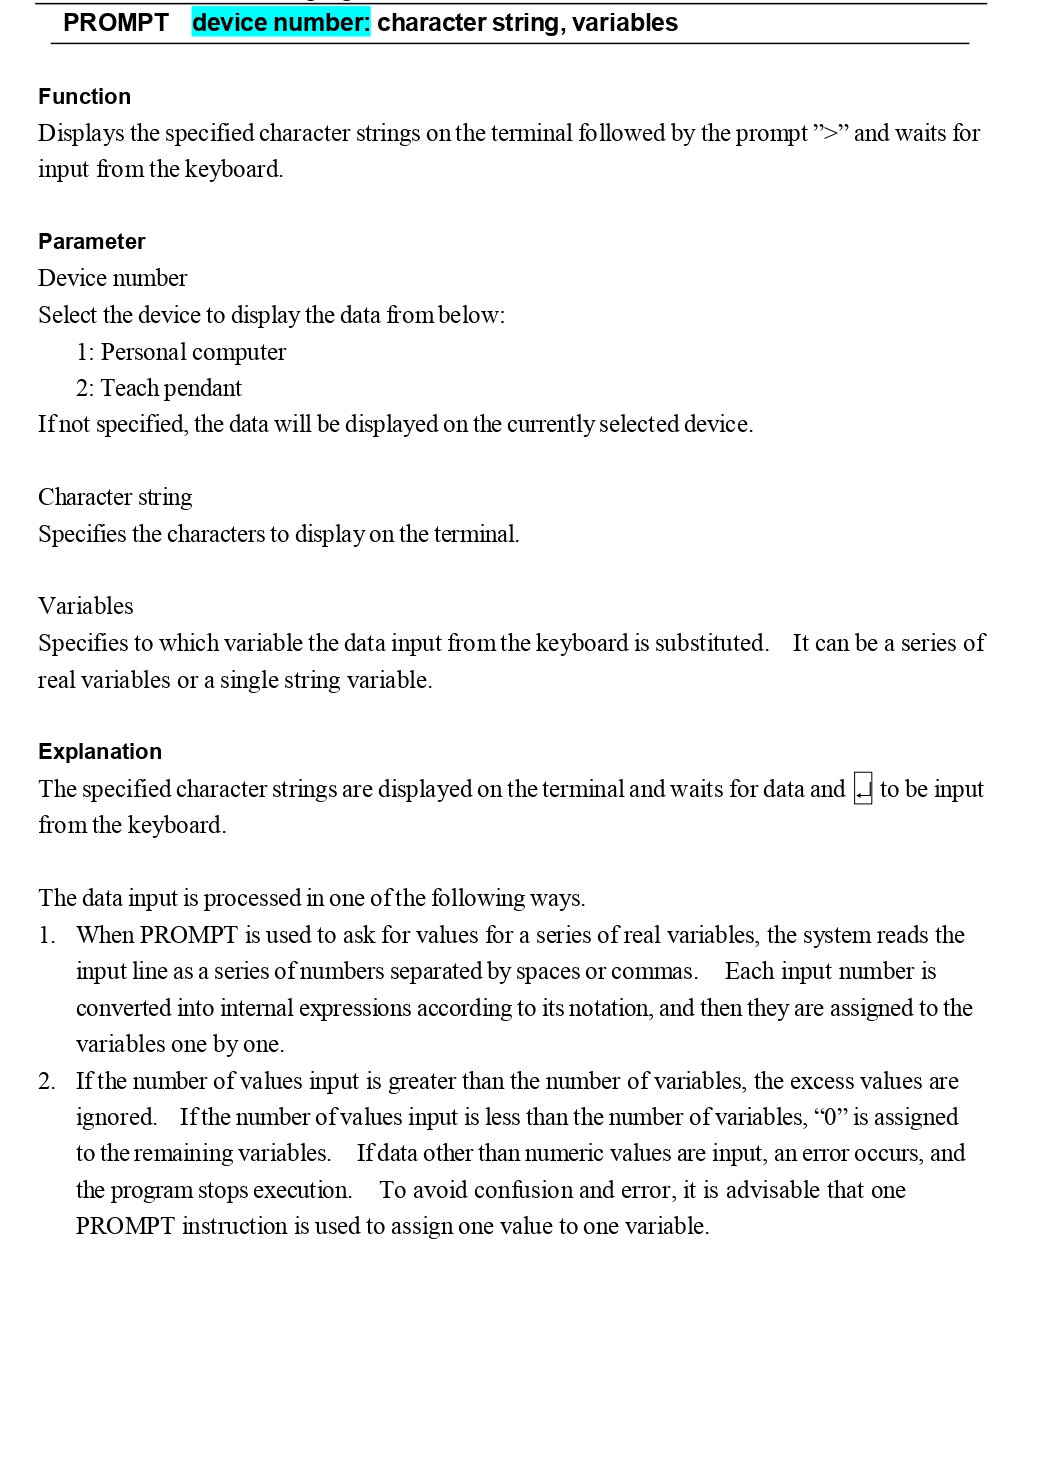 PROMPT device number: character string, variables
Function
Displays the specified character strings on the terminal followed by the prompt ”>” and waits for
input from the keyboard.
Parameter
Device number
Select the device to display the data from below:
1: Personal computer
2: Teach pendant
If not specified, the data will be displayed on the currently selected device.
Character string
Specifies the characters to display on the terminal.
Variables
Specifies to which variable the data input from the keyboard is substituted. It can be a series of
real variables or a single string variable.
Explanation
The specified character strings are displayed on the terminal and waits for data and ↵ to be input
from the keyboard.
The data input is processed in one of the following ways.
1. When PROMPT is used to ask for values for a series of real variables, the system reads the
input line as a series of numbers separated by spaces or commas. Each input number is
converted into internal expressions according to its notation, and then they are assigned to the
variables one by one.
2. If the number of values input is greater than the number of variables, the excess values are
ignored. If the number of values input is less than the number of variables, “0” is assigned
to the remaining variables. If data other than numeric values are input, an error occurs, and
the program stops execution. To avoid confusion and error, it is advisable that one
PROMPT instruction is used to assign one value to one variable.